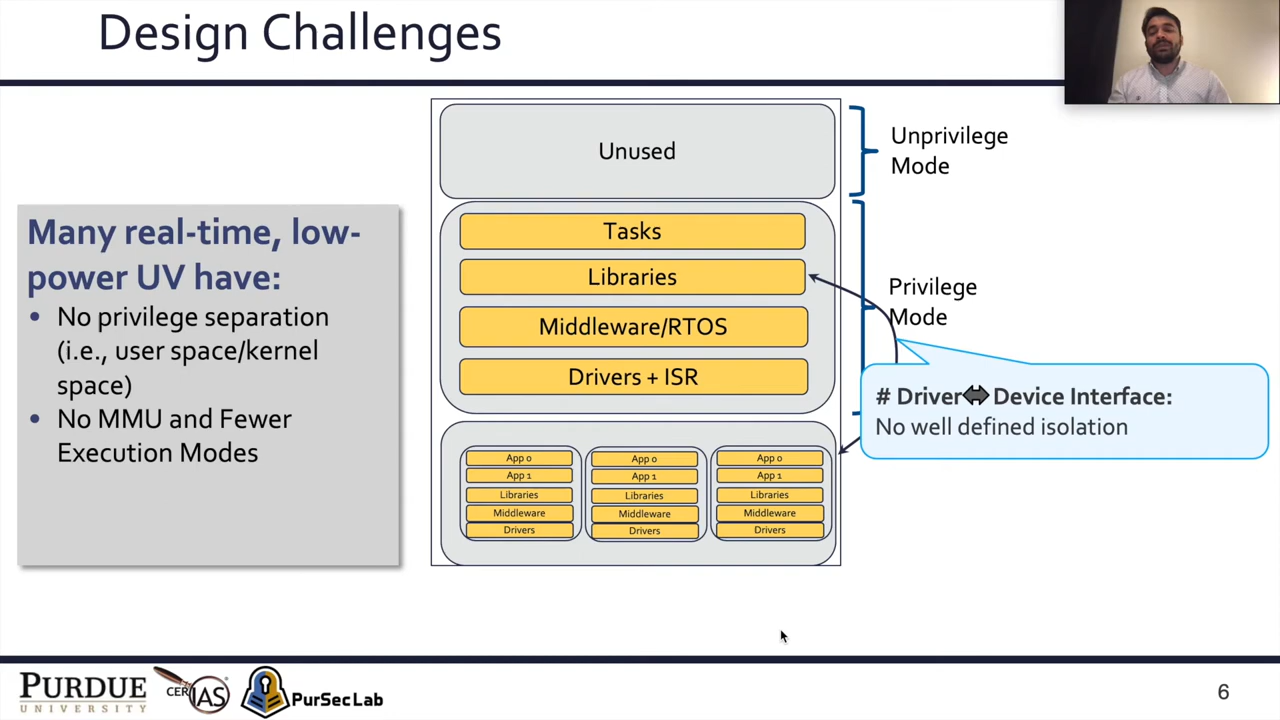 Design Challenges
Many real-time, low-
power UV have:
• No privilege separation
(i.e., user space/kernel
space)
• No MMU and Fewer
Execution Modes
Unused
Tasks
Libraries
Middleware/RTOS
Drivers + ISR
App 0
App 1
Libraries
Middleware
Drivers
App 0
App 1
Libraries
Middleware
Drivers
App 0
App 1
Libraries
Middleware
Drivers
Unprivilege
Mode
Privilege
Mode
# Driver⬌Device Interface:
No well defined isolation
PURDUE
UNIVERSITY
CERIAS
PurSecLab
6